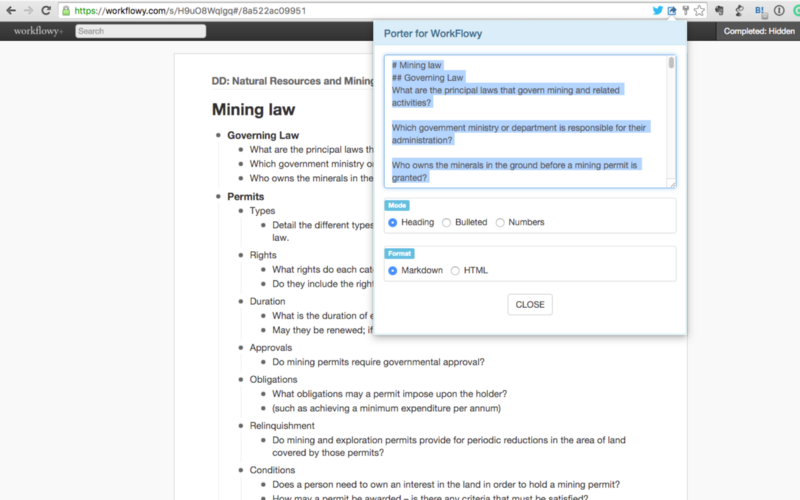 https://workflowy.com/s/H9uO8Wqlgq#/8a522ac09951
B!
workflowy+
Search
Completed: Hidden
Porter for WorkFlowy
# Mining law
## Governing Law
What are the principal laws that govern mining and related
activities?
Which government ministry or department is responsible for their
administration?
Who owns the minerals in the ground before a mining permit is
granted?
Mode
Heading Bulleted Numbers
Format
Markdown HTML
CLOSE
DD: Natural Resources and Mining
Mining law
Governing Law
What are the principal laws
Which government ministry
Who owns the minerals in the
Permits
Types
Detail the different types
law.
Rights
What rights do each
Do they include the
Duration
What is the duration of
May they be renewed;
Approvals
Do mining permits require governmental approval?
Obligations
What obligations may a permit impose upon the holder?
(such as achieving a minimum expenditure per annum)
Relinquishment
Do mining and exploration permits provide for periodic reductions in the area of land
covered by those permits?
Conditions
Does a person need to own an interest in the land in order to hold a mining permit?
How may a permit be awarded – is there any criteria that must be satisfied?